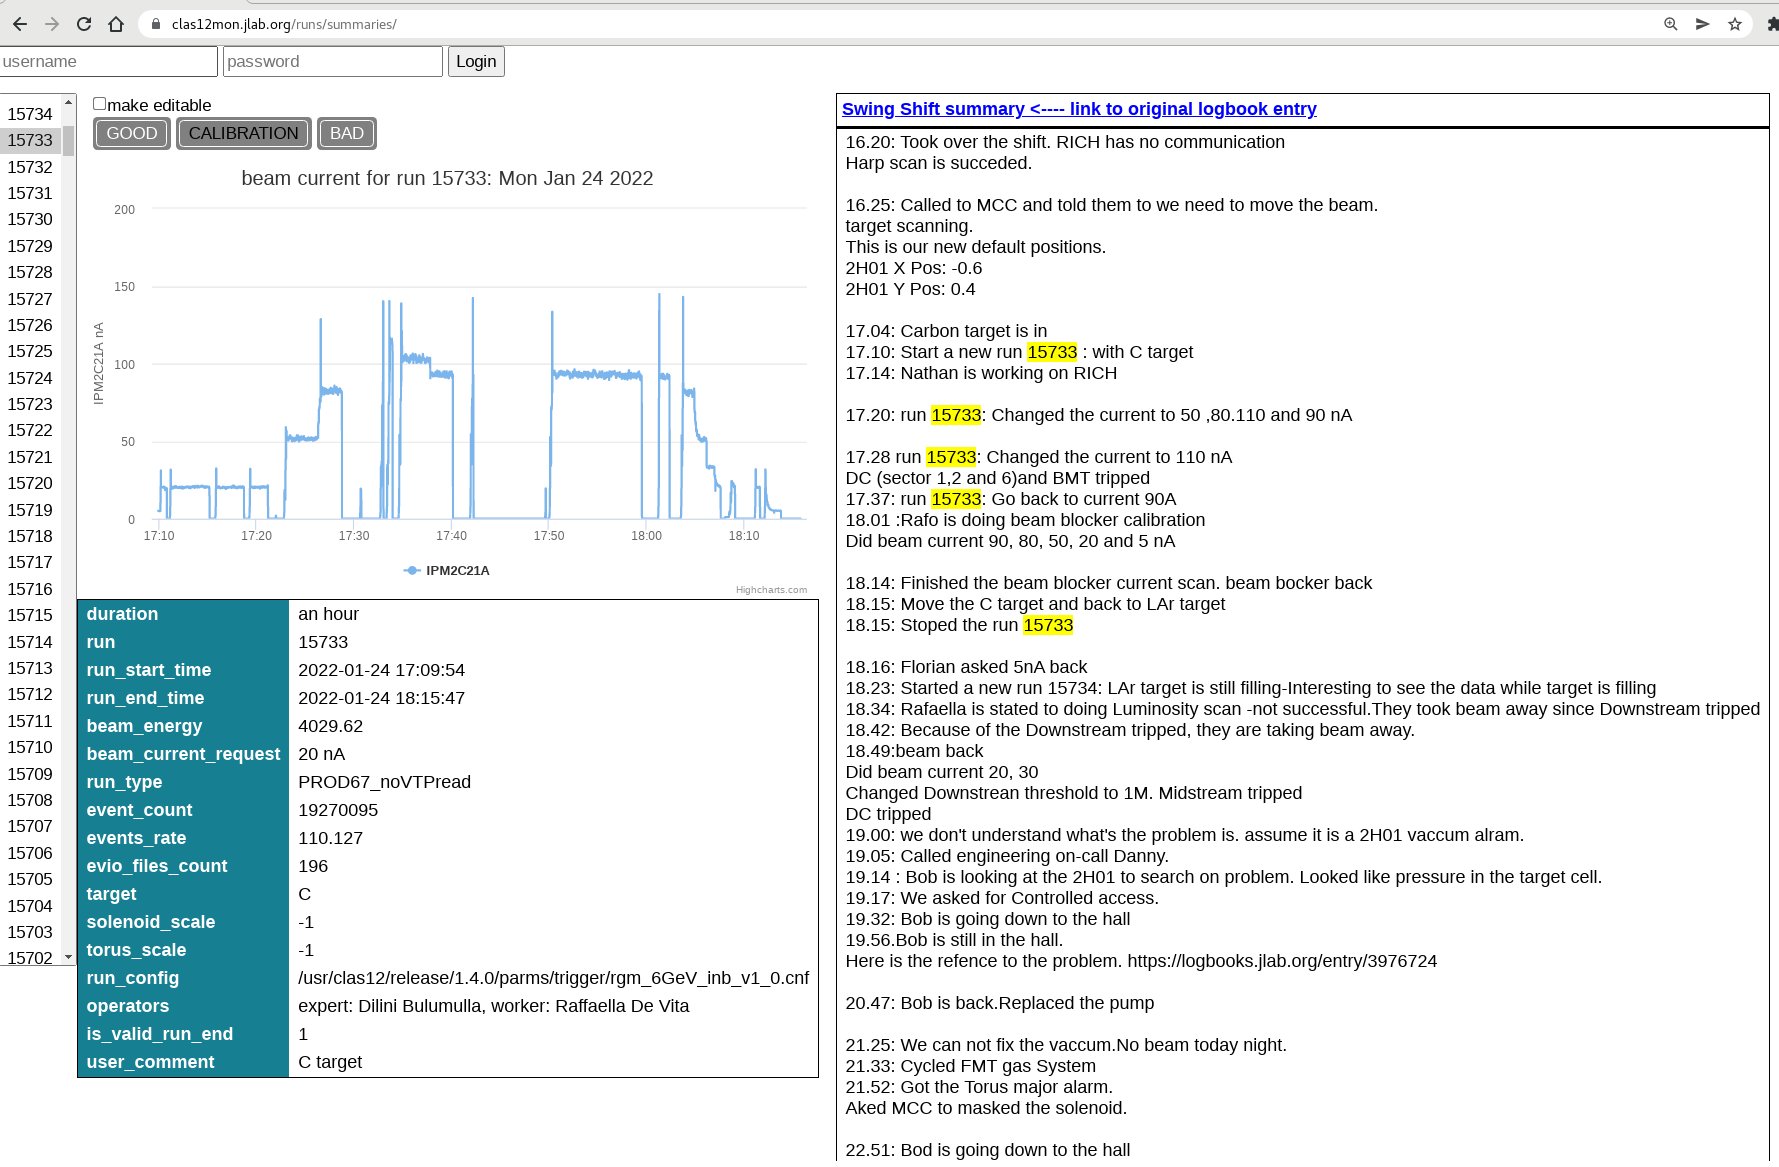 clas12mon.jlab.org/runs/summaries/
username password Login
15734
15733
15732
15731
15730
15729
15728
15727
15726
15725
15724
15723
15722
15721
15720
15719
15718
15717
15716
15715
15714
15713
15712
15711
15710
15709
15708
15707
15706
15705
15704
15703
15702
make editable
GOOD CALIBRATION BAD
beam current for run 15733: Mon Jan 24 2022
IPM2C21A nA
200
150
100
50
0
17:10 17:20 17:30 17:40 17:50 18:00 18:10
IPM2C21A
Highcharts.com
duration an hour
run 15733
run_start_time 2022-01-24 17:09:54
run_end_time 2022-01-24 18:15:47
beam_energy 4029.62
beam_current_request 20 nA
run_type PROD67_noVTPread
event_count 19270095
events_rate 110.127
evio_files_count 196
target C
solenoid_scale -1
torus_scale -1
run_config /usr/clas12/release/1.4.0/parms/trigger/rgm_6GeV_inb_v1_0.cnf
operators expert: Dilini Bulumulla, worker: Raffaella De Vita
is_valid_run_end 1
user_comment C target
Swing Shift summary <---- link to original logbook entry
16.20: Took over the shift. RICH has no communication
Harp scan is succeded.
16.25: Called to MCC and told them to we need to move the beam.
target scanning.
This is our new default positions.
2H01 X Pos: -0.6
2H01 Y Pos: 0.4
17.04: Carbon target is in
17.10: Start a new run 15733 : with C target
17.14: Nathan is working on RICH
17.20: run 15733: Changed the current to 50 ,80.110 and 90 nA
17.28 run 15733: Changed the current to 110 nA
DC (sector 1,2 and 6)and BMT tripped
17.37: run 15733: Go back to current 90A
18.01 :Rafo is doing beam blocker calibration
Did beam current 90, 80, 50, 20 and 5 nA
18.14: Finished the beam blocker current scan. beam bocker back
18.15: Move the C target and back to LAr target
18.15: Stoped the run 15733
18.16: Florian asked 5nA back
18.23: Started a new run 15734: LAr target is still filling-Interesting to see the data while target is filling
18.34: Rafaella is stated to doing Luminosity scan -not successful.They took beam away since Downstream tripped
18.42: Because of the Downstream tripped, they are taking beam away.
18.49:beam back
Did beam current 20, 30
Changed Downstrean threshold to 1M. Midstream tripped
DC tripped
19.00: we don't understand what's the problem is. assume it is a 2H01 vaccum alram.
19.05: Called engineering on-call Danny.
19.14 : Bob is looking at the 2H01 to search on problem. Looked like pressure in the target cell.
19.17: We asked for Controlled access.
19.32: Bob is going down to the hall
19.56.Bob is still in the hall.
Here is the refence to the problem. https://logbooks.jlab.org/entry/3976724
20.47: Bob is back.Replaced the pump
21.25: We can not fix the vaccum.No beam today night.
21.33: Cycled FMT gas System
21.52: Got the Torus major alarm.
Aked MCC to masked the solenoid.
22.51: Bod is going down to the hall